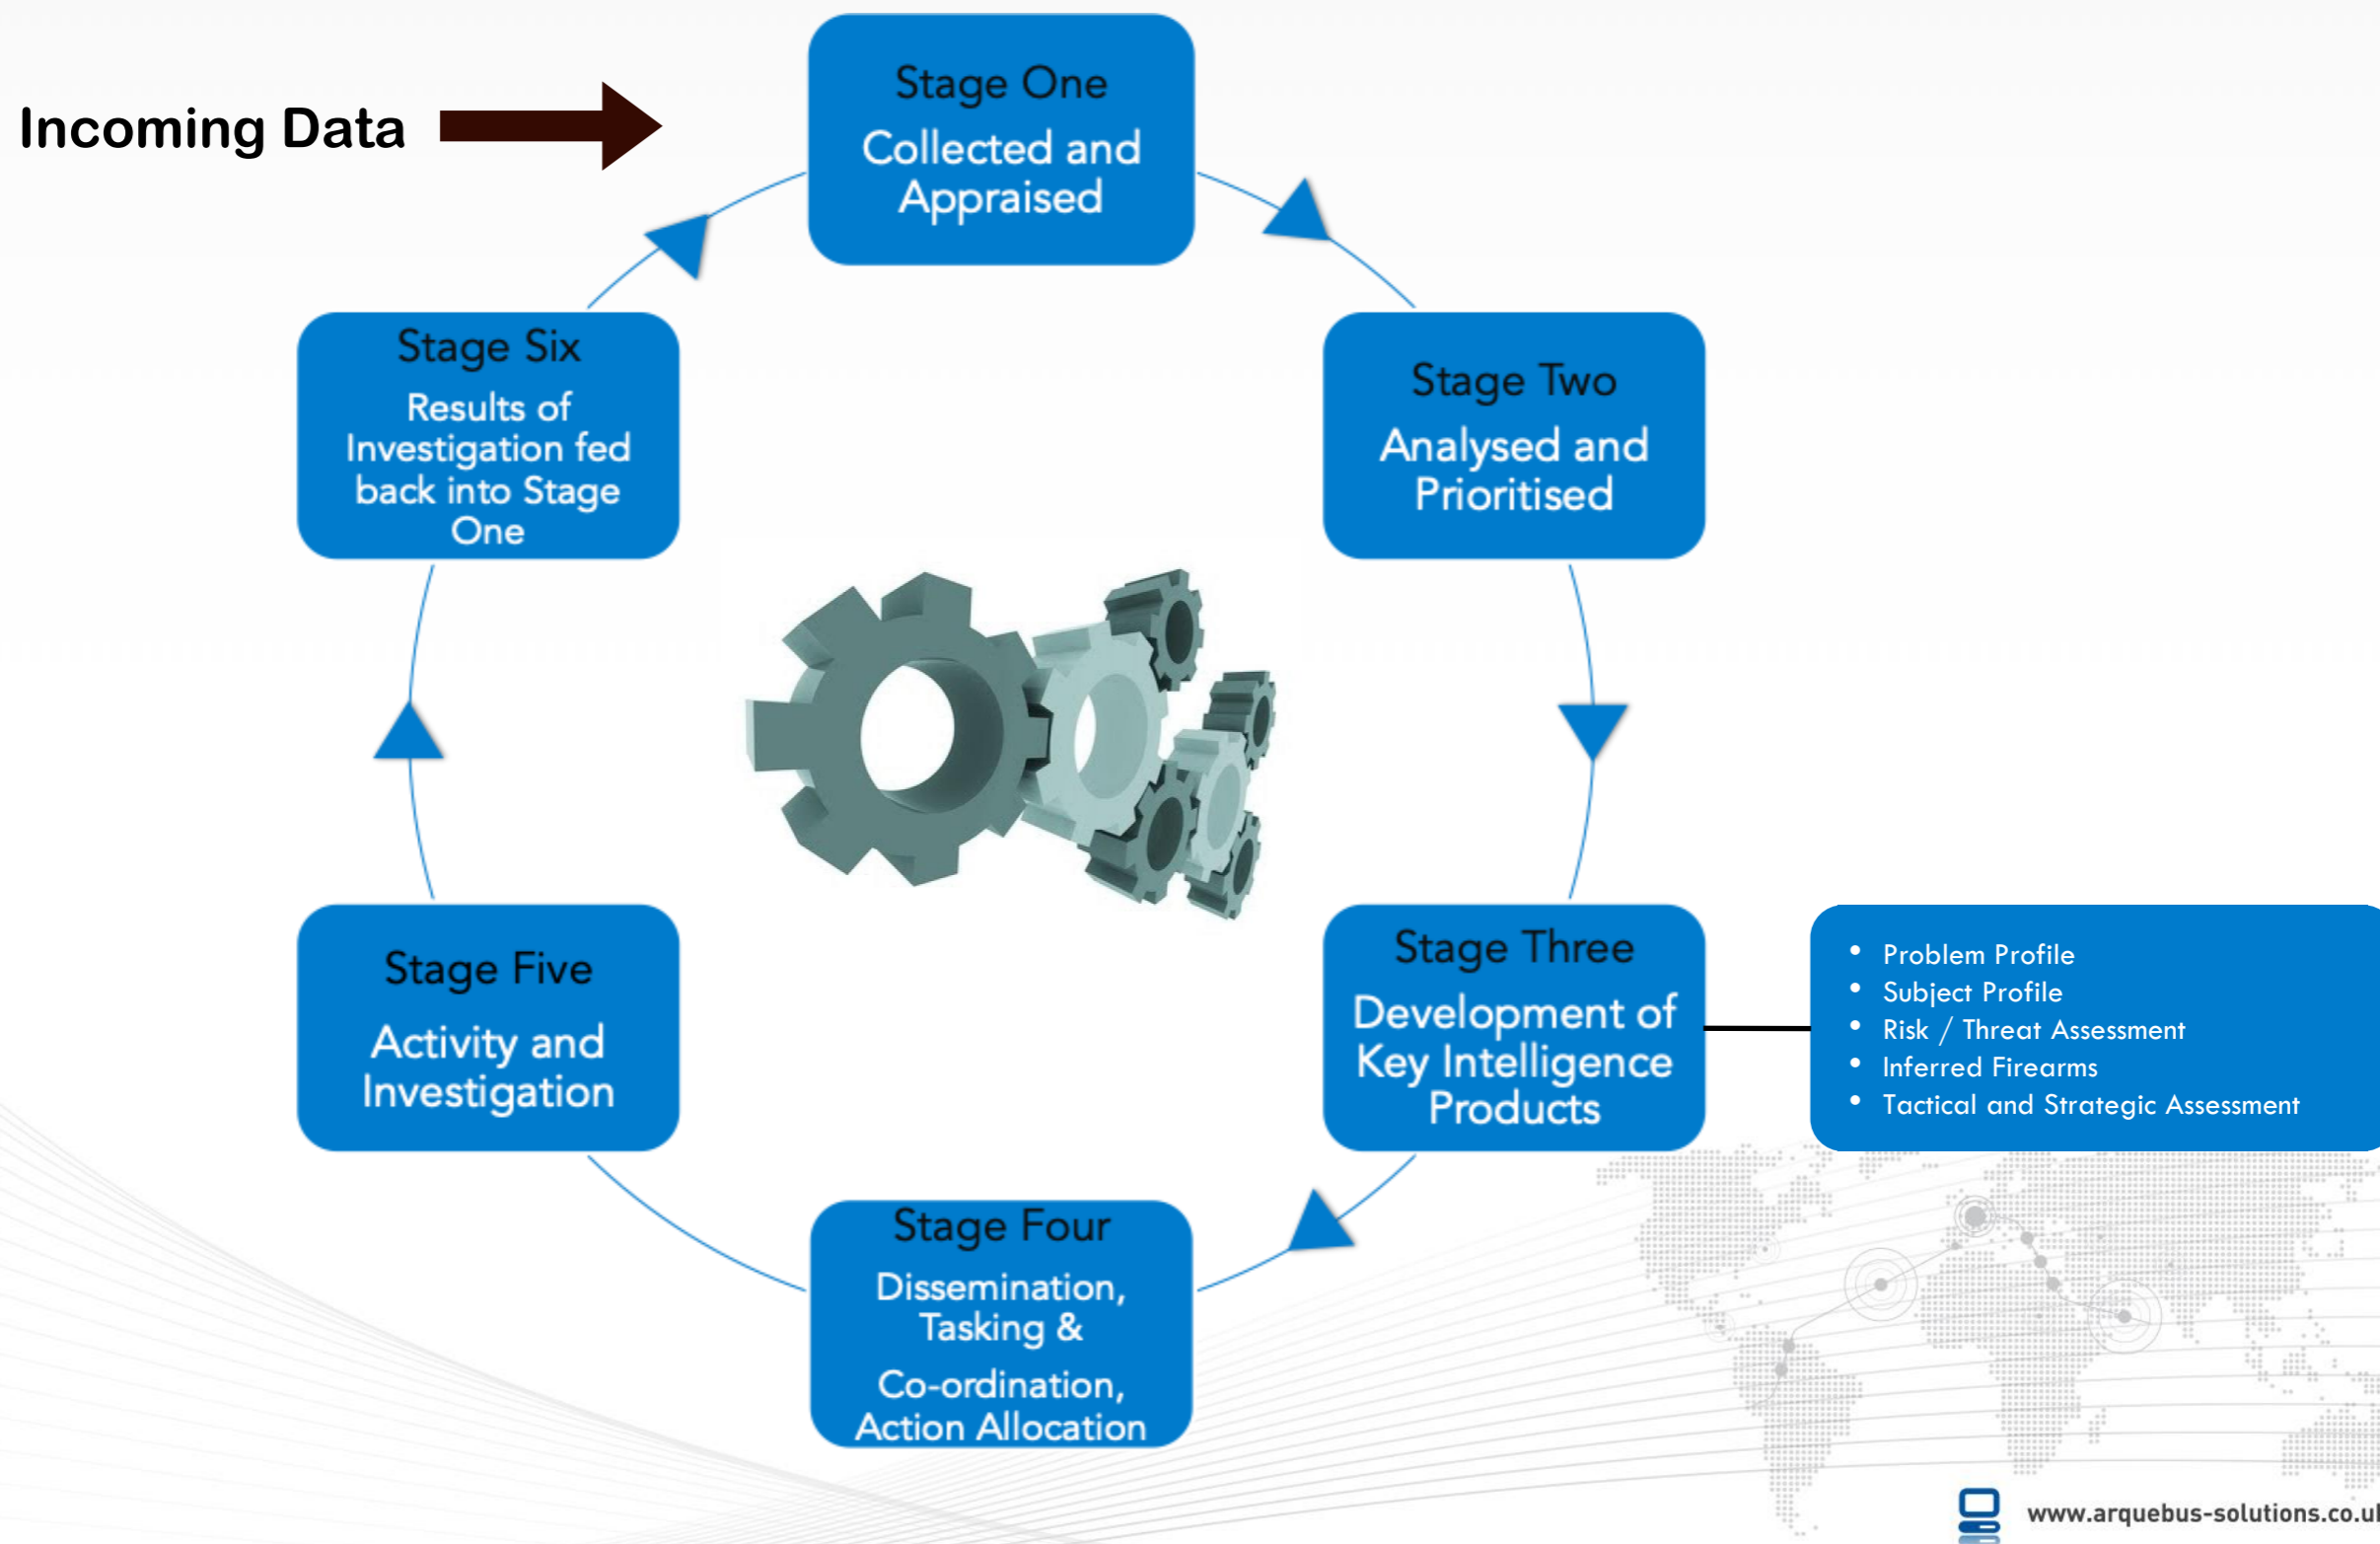 Incoming Data
Stage One
Collected and
Appraised
Stage Two
Analysed and
Prioritised
Stage Three
Development of
Key Intelligence
Products
• Problem Profile
• Subject Profile
• Risk / Threat Assessment
• Inferred Firearms
• Tactical and Strategic Assessment
Stage Four
Dissemination,
Tasking &
Co-ordination,
Action Allocation
Stage Five
Activity and
Investigation
Stage Six
Results of
Investigation fed
back into Stage
One
www.arquebus-solutions.co.uk